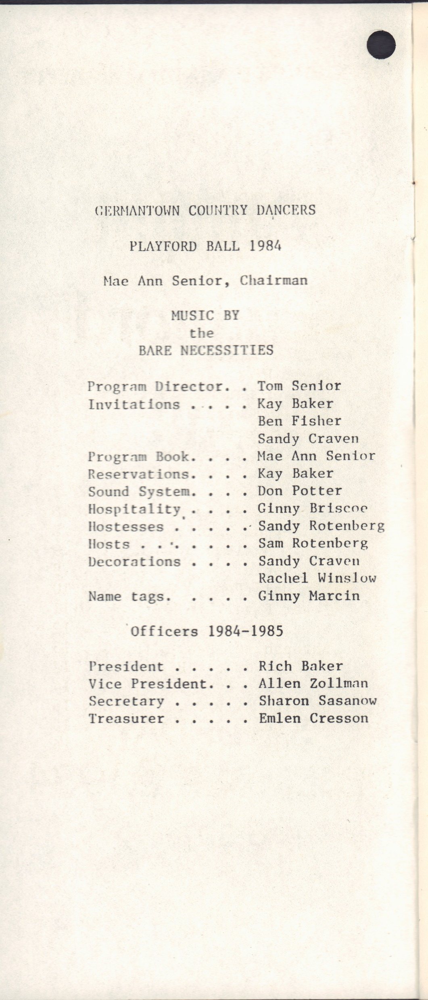 GERMANTOWN COUNTRY DANCERS
PLAYFORD BALL 1984
Mae Ann Senior, Chairman
MUSIC BY
the
BARE NECESSITIES
Program Director. . Tom Senior
Invitations . . . . Kay Baker
Ben Fisher
Sandy Craven
Program Book. . . . Mae Ann Senior
Reservations. . . . Kay Baker
Sound System. . . . Don Potter
Hospitality . . . . Ginny Briscoe
Hostesses . . . . . Sandy Rotenberg
Hosts . . . . . . . Sam Rotenberg
Decorations . . . . Sandy Craven
Rachel Winslow
Name tags. . . . . Ginny Marcin
Officers 1984-1985
President . . . . . Rich Baker
Vice President. . . Allen Zollman
Secretary . . . . . Sharon Sasanow
Treasurer . . . . . Emlen Cresson